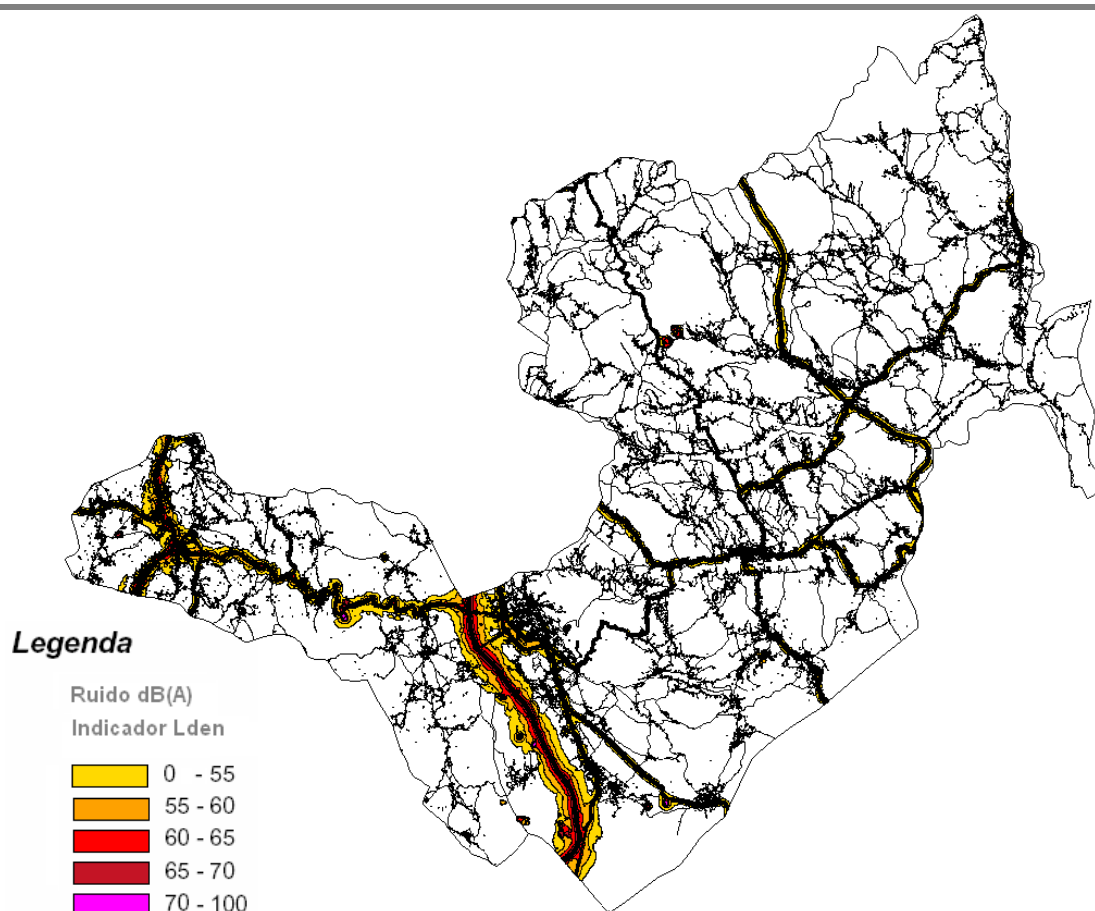 Legenda
Ruido dB(A)
Indicador Lden
0 - 55
55 - 60
60 - 65
65 - 70
70 - 100